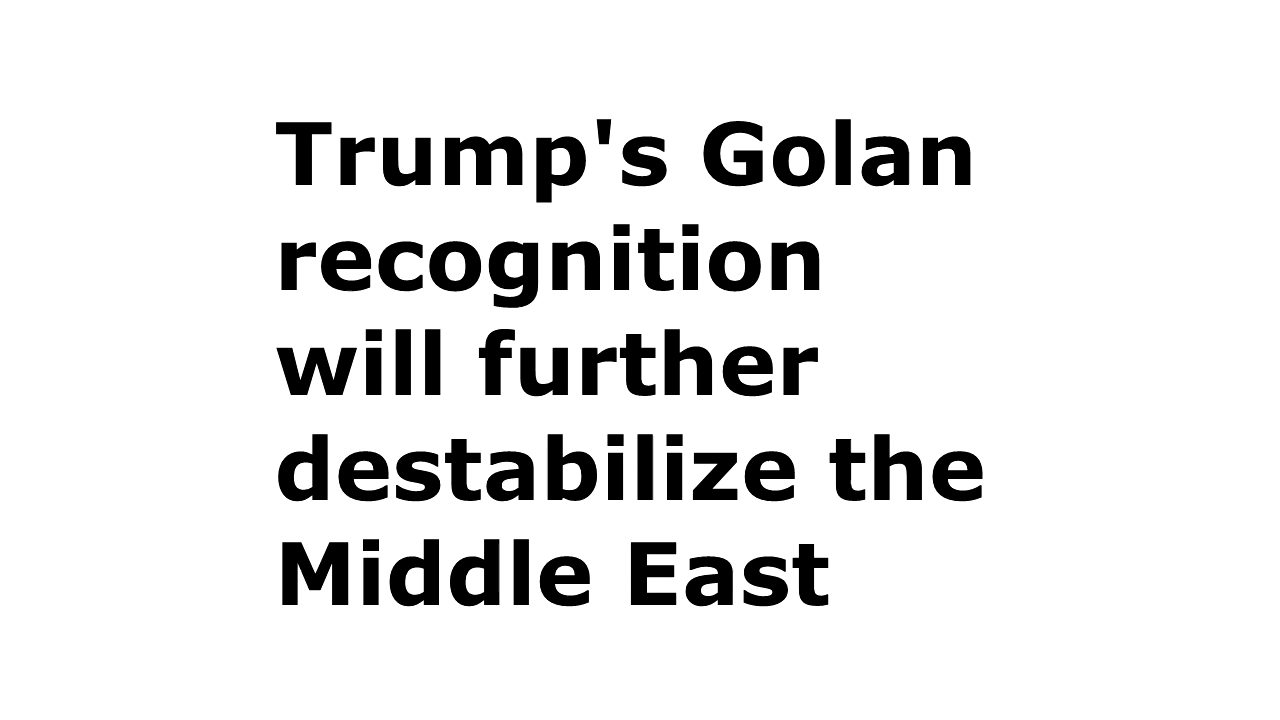 Trump's Golan
recognition
will further
destabilize the
Middle East